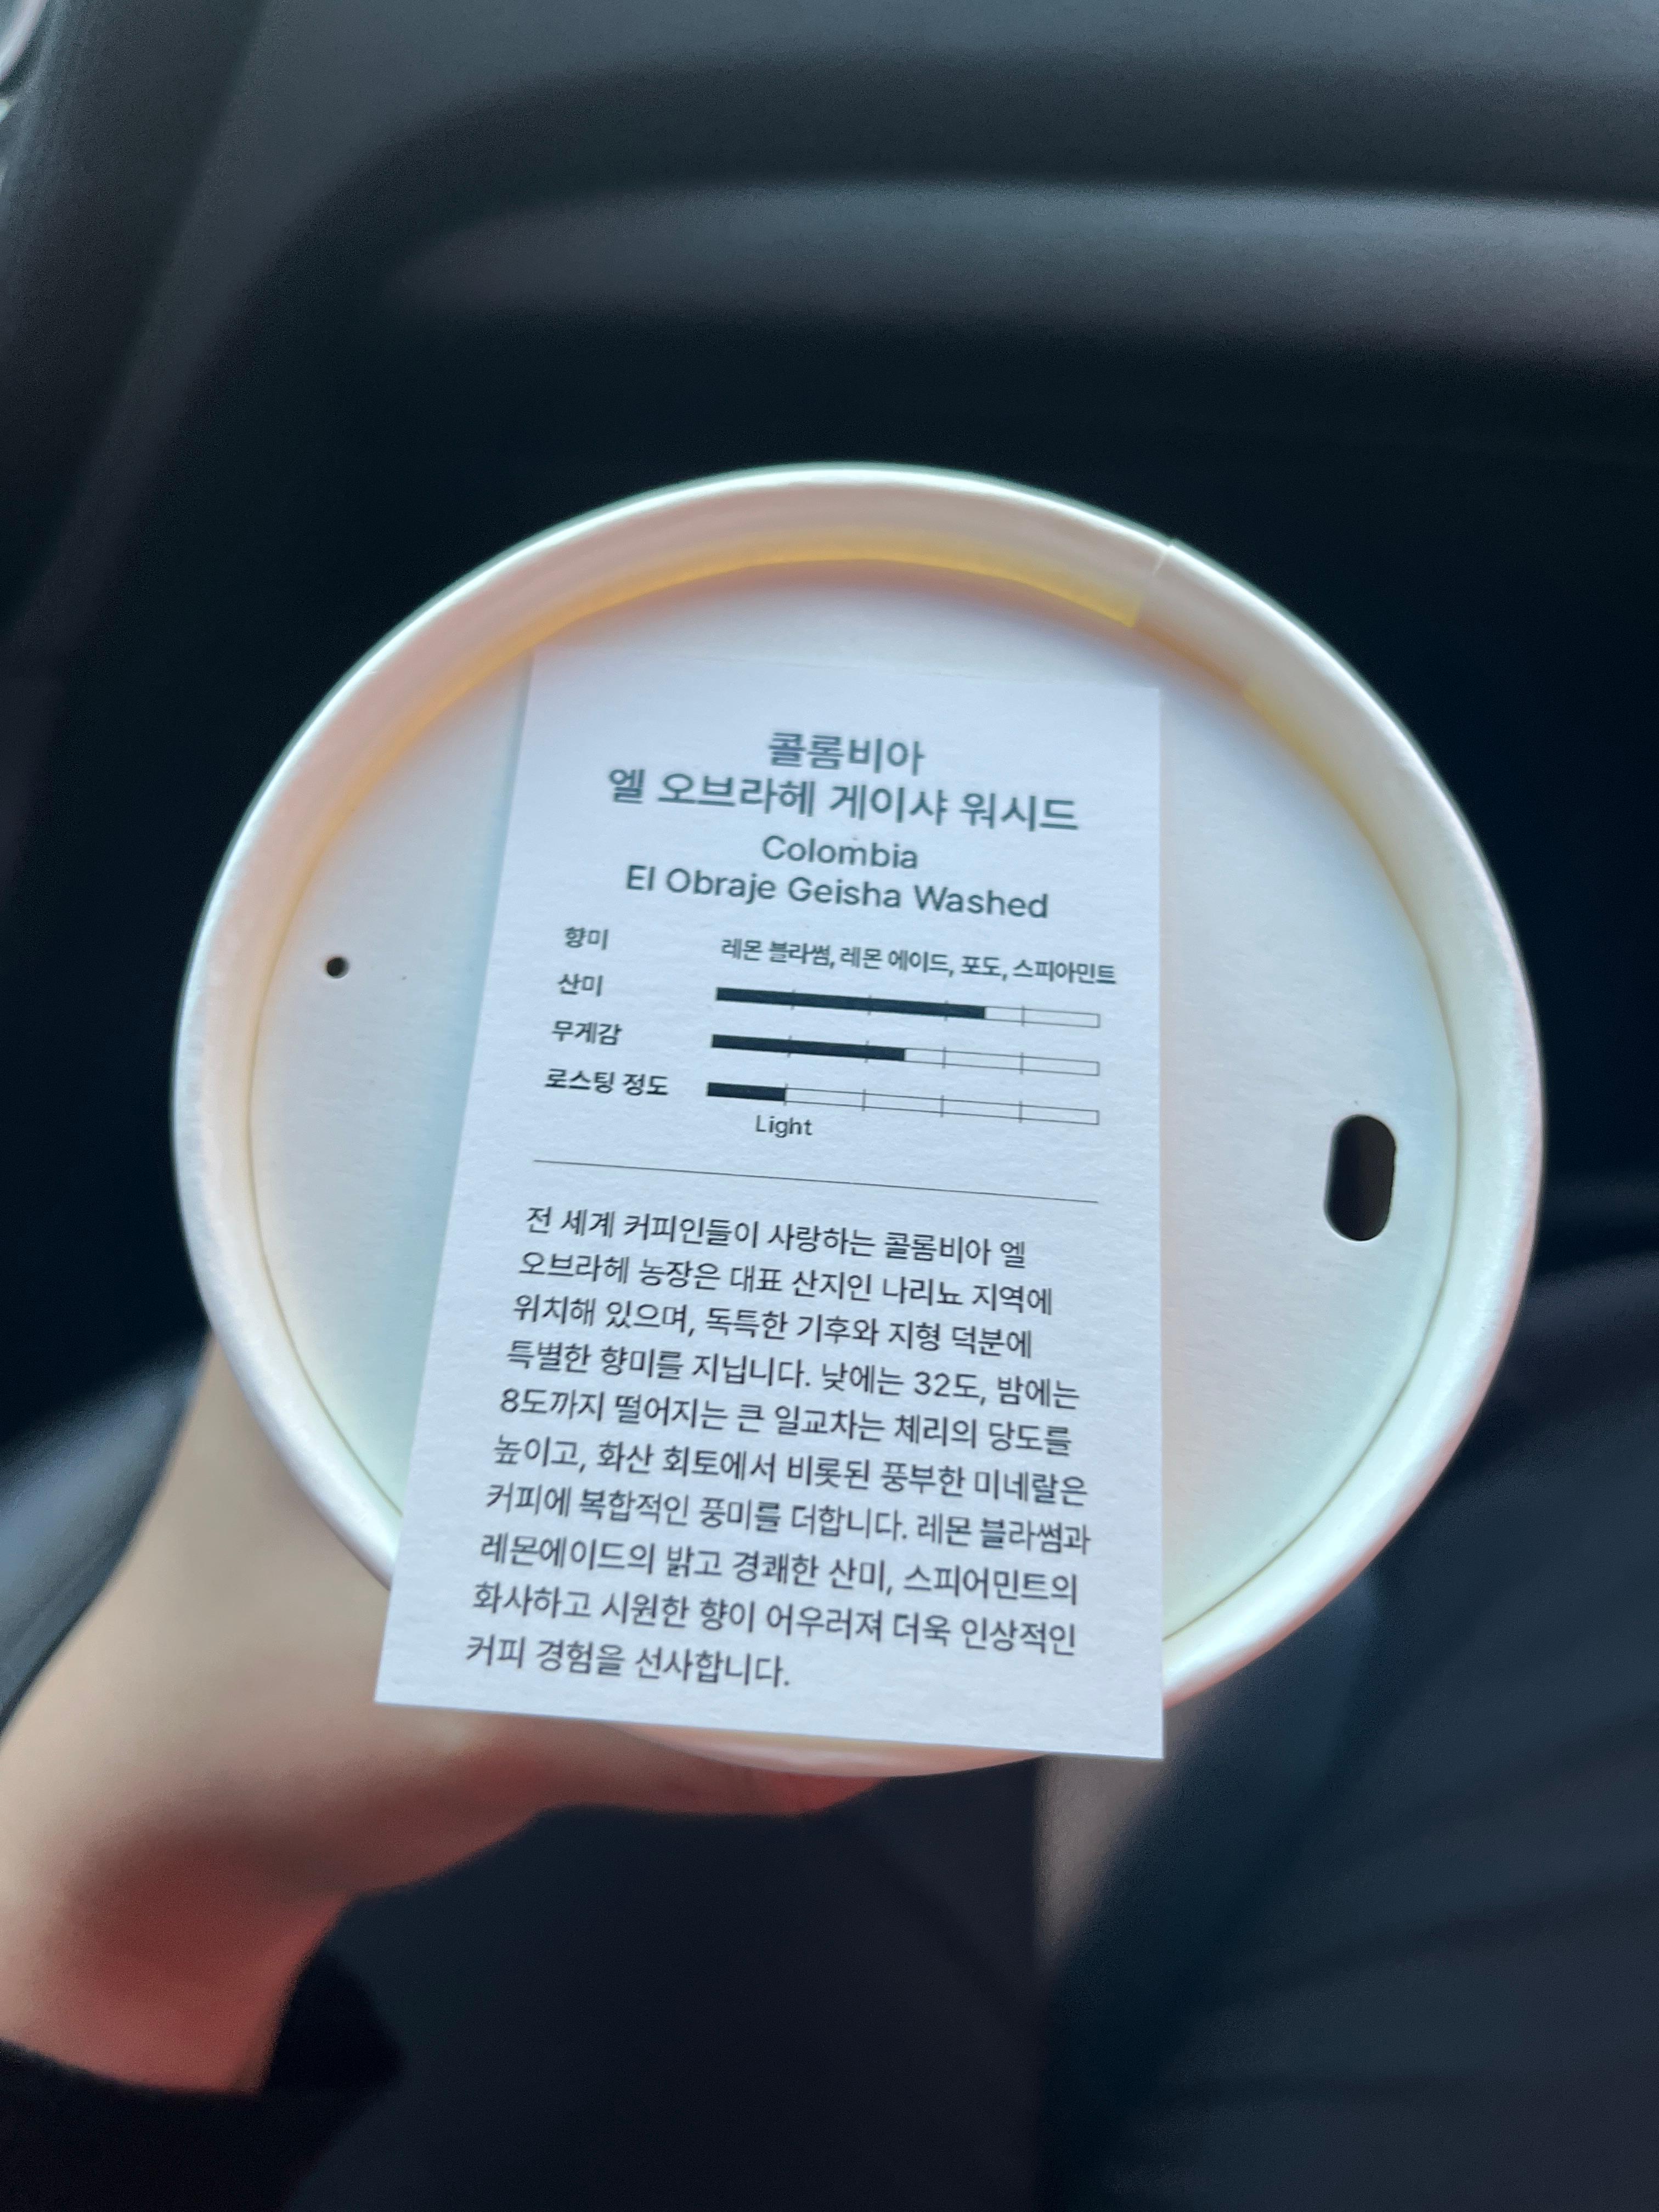 콜롬비아
엘 오브라헤 게이샤 워시드
Colombia
El Obraje Geisha Washed
향미 레몬 블라썸, 레몬 에이드, 포도, 스피아민트
산미
무게감
로스팅 정도
Light
전 세계 커피인들이 사랑하는 콜롬비아 엘
오브라헤 농장은 대표 산지인 나리뇨 지역에
위치해 있으며, 독특한 기후와 지형 덕분에
특별한 향미를 지닙니다. 낮에는 32도, 밤에는
8도까지 떨어지는 큰 일교차는 체리의 당도를
높이고, 화산 회토에서 비롯된 풍부한 미네랄은
커피에 복합적인 풍미를 더합니다. 레몬 블라썸과
레몬에이드의 밝고 경쾌한 산미, 스피어민트의
화사하고 시원한 향이 어우러져 더욱 인상적인
커피 경험을 선사합니다.